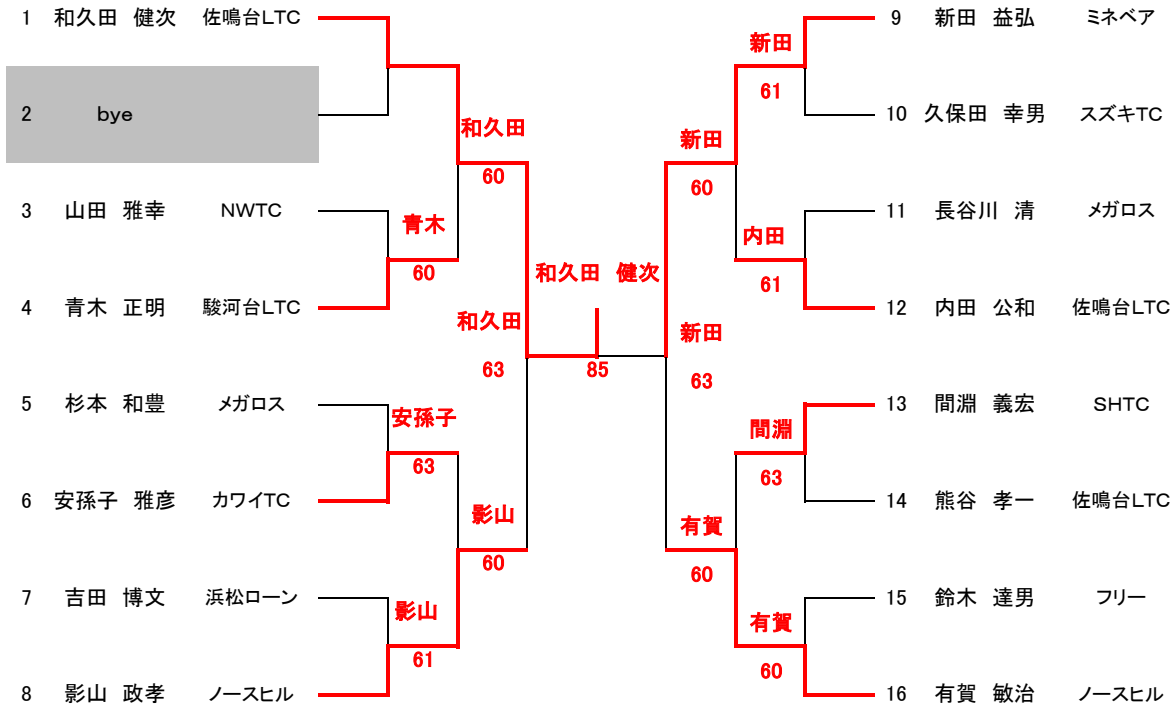 1 和久田 健次 佐鳴台LTC
9 新田 益弘 ミネベア
新田
61
2 bye
10 久保田 幸男 スズキTC
和久田
新田
60
60
3 山田 雅幸 NWTC
11 長谷川 清 メガロス
青木
内田
60
和久田 健次
61
4 青木 正明 駿河台LTC
12 内田 公和 佐鳴台LTC
和久田
新田
63
85
63
5 杉本 和豊 メガロス
13 間淵 義宏 SHTC
安孫子
間淵
63
63
6 安孫子 雅彦 カワイTC
14 熊谷 孝一 佐鳴台LTC
影山
有賀
60
60
7 吉田 博文 浜松ローン
15 鈴木 達男 フリー
影山
有賀
61
60
8 影山 政孝 ノースヒル
16 有賀 敏治 ノースヒル